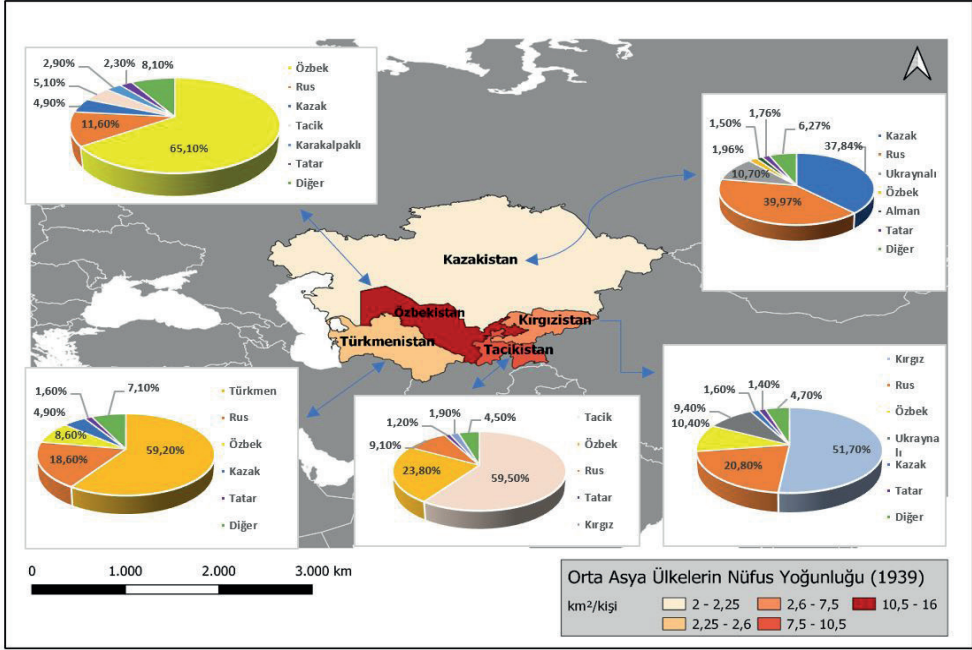 2,90%
2,30%
8,10%
5,10%
4,90%
11,60%
65,10%
Özbek
Rus
Kazak
Tacik
Karakalpaklı
Tatar
Diğer
1,76%
1,50%
6,27%
1,96%
37,84%
10,70%
39,97%
Kazak
Rus
Ukraynalı
Özbek
Alman
Tatar
Diğer
Kazakistan
Özbekistan
Kırgızistan
Türkmenistan
Tacikistan
1,60%
7,10%
4,90%
8,60%
18,60%
59,20%
Türkmen
Rus
Özbek
Kazak
Tatar
Diğer
1,90%
4,50%
1,20%
9,10%
23,80%
59,50%
Tacik
Özbek
Rus
Tatar
Kırgız
1,40%
1,60%
4,70%
9,40%
10,40%
20,80%
51,70%
Kırgız
Rus
Özbek
Ukrayna
lı
Kazak
Tatar
Diğer
0 1.000 2.000 3.000 km
Orta Asya Ülkelerin Nüfus Yoğunluğu (1939)
km²/kişi
2 - 2,25
2,6 - 7,5
10,5 - 16
2,25 - 2,6
7,5 - 10,5